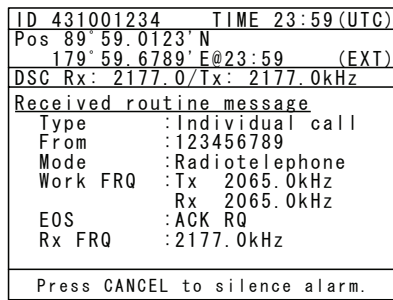 ID 431001234 TIME 23:59(UTC)
Pos 89°59.0123'N
179°59.6789'E@23:59 (EXT)
DSC Rx: 2177.0/Tx: 2177.0kHz
Received routine message
Type :Individual call
From :123456789
Mode :Radiotelephone
Work FRQ :Tx 2065.0kHz
Rx 2065.0kHz
EOS :ACK RQ
Rx FRQ :2177.0kHz
Press CANCEL to silence alarm.